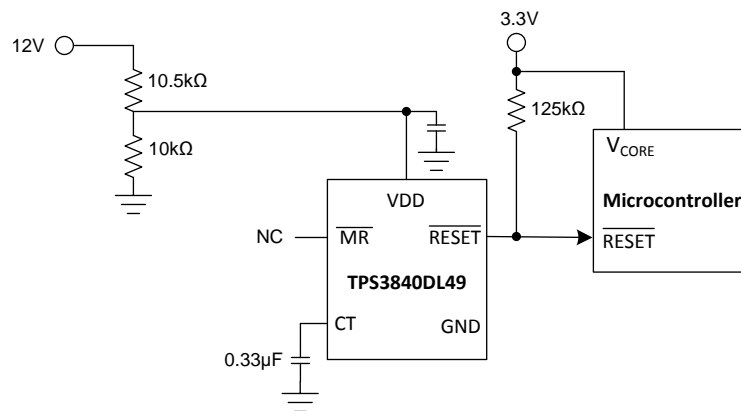 3.3V
12V
10.5kΩ
125kΩ
10kΩ
VCORE
VDD
Microcontroller
NC
MR
RESET
RESET
TPS3840DL49
CT
GND
0.33µF